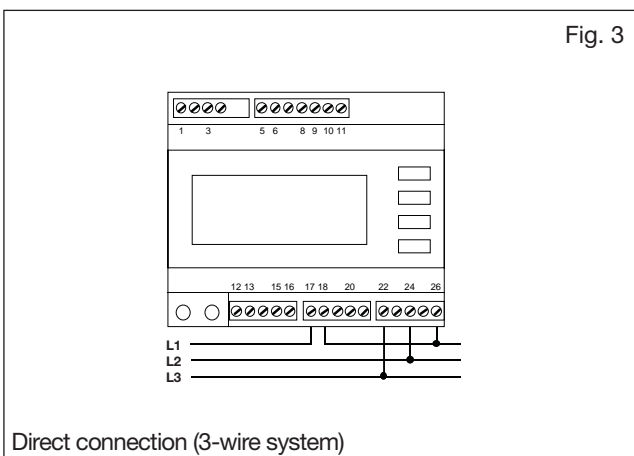 Fig. 3
1 3 5 6 8 9 10 11
12 13 15 16 17 18 20 22 24 26
L1
L2
L3
Direct connection (3-wire system)